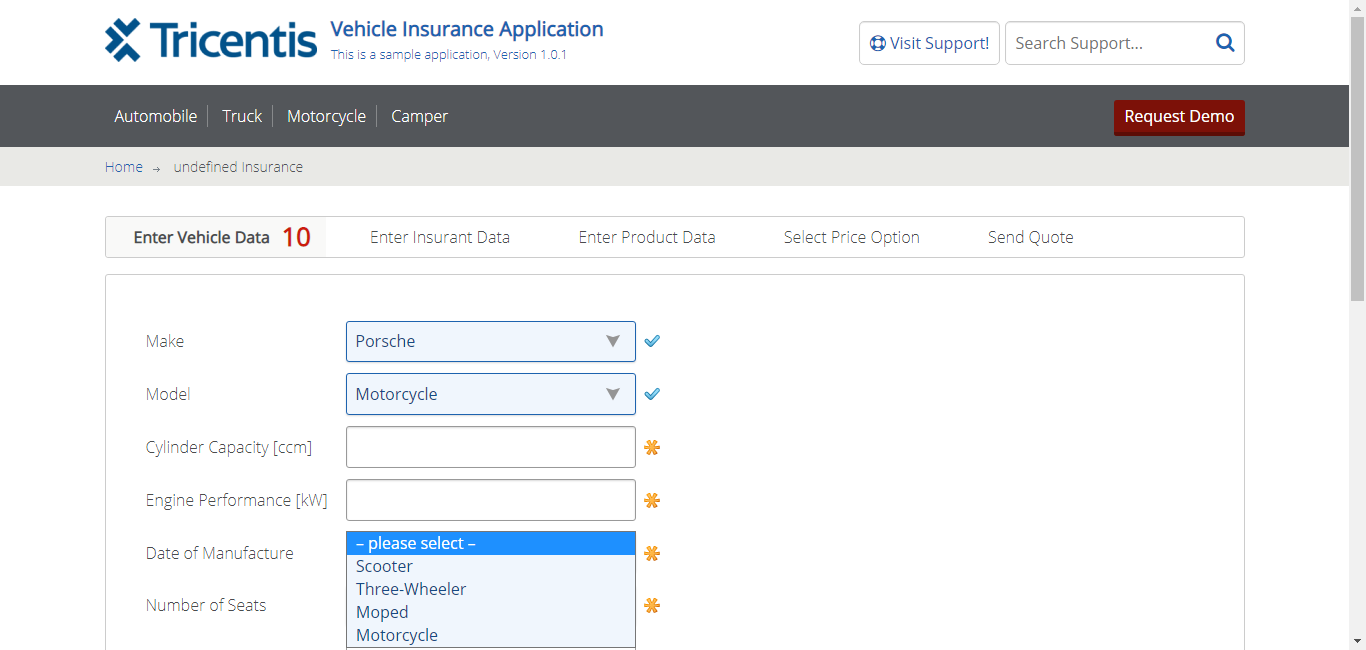 Tricentis
Vehicle Insurance Application
This is a sample application, Version 1.0.1
Visit Support!
Search Support...
Automobile
Truck
Motorcycle
Camper
Request Demo
Home → undefined Insurance
Enter Vehicle Data 10
Enter Insurant Data
Enter Product Data
Select Price Option
Send Quote
Make
Porsche
Model
Motorcycle
Cylinder Capacity [ccm]
Engine Performance [kW]
Date of Manufacture
– please select –
Scooter
Three-Wheeler
Moped
Motorcycle
Number of Seats